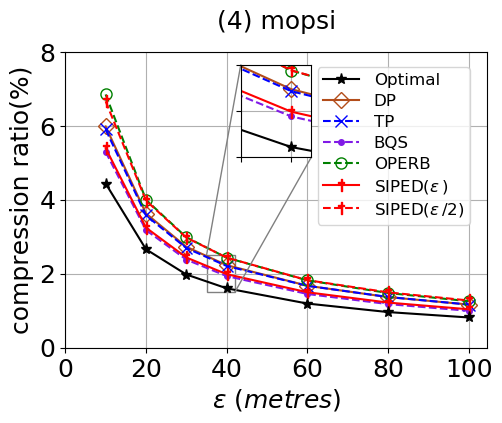 (4) mopsi
compression ratio(%)
8
6
4
2
0
Optimal
DP
TP
BQS
OPERB
SIPED(ε )
SIPED(ε /2)
0 20 40 60 80 100
ε (metres)